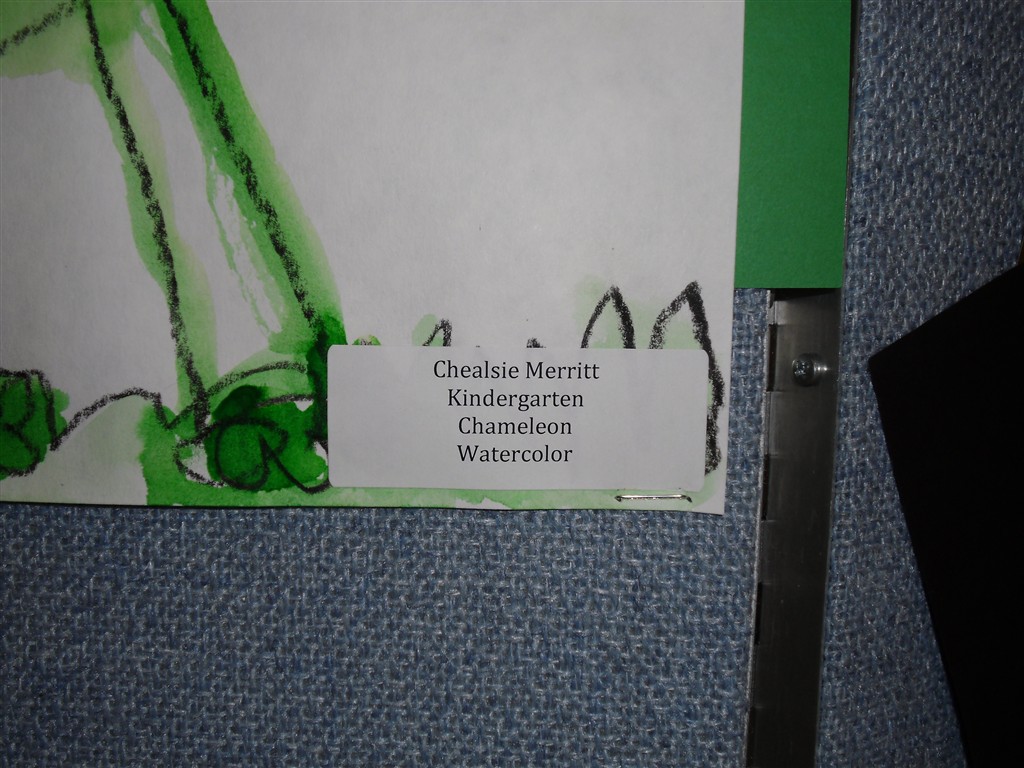 Chealsie Merritt
Kindergarten
Chameleon
Watercolor